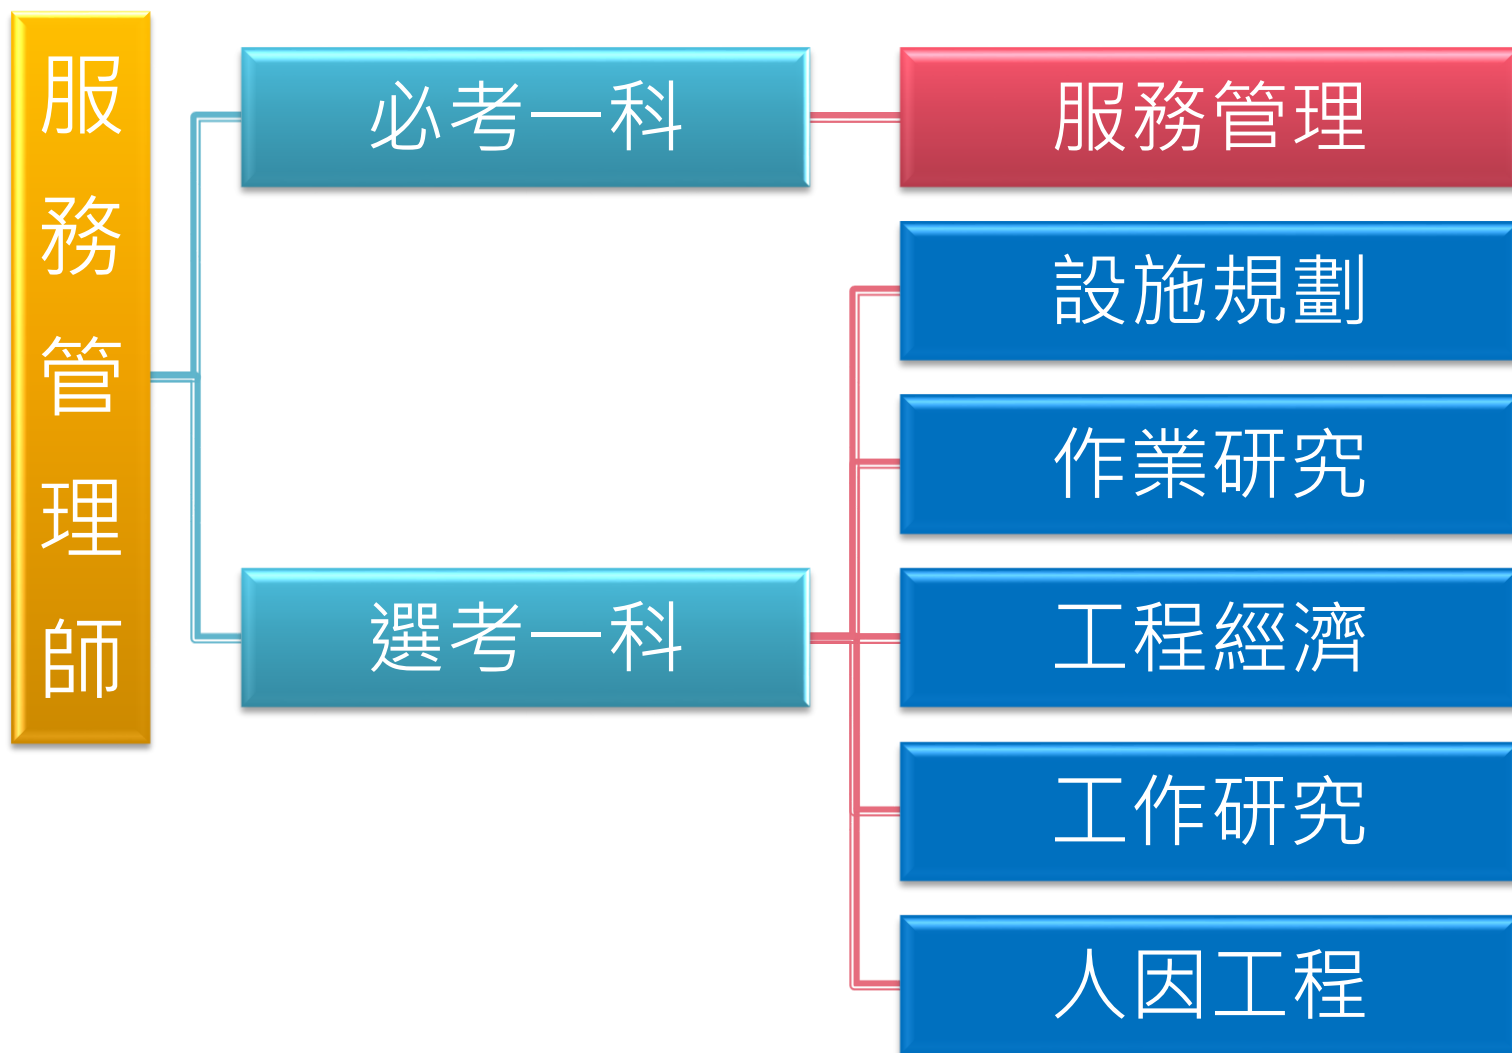 服務管理師
必考一科
服務管理
選考一科
設施規劃
作業研究
工程經濟
工作研究
人因工程